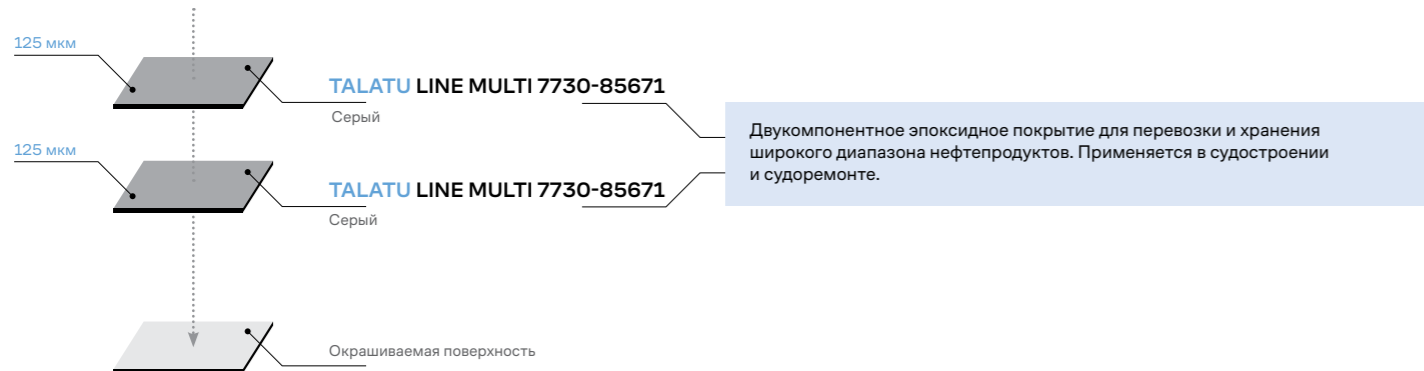 125 мкм
TALATU LINE MULTI 7730-85671
Серый
Двукомпонентное эпоксидное покрытие для перевозки и хранения
широкого диапазона нефтепродуктов. Применяется в судостроении
и судоремонте.
125 мкм
TALATU LINE MULTI 7730-85671
Серый
Окрашиваемая поверхность